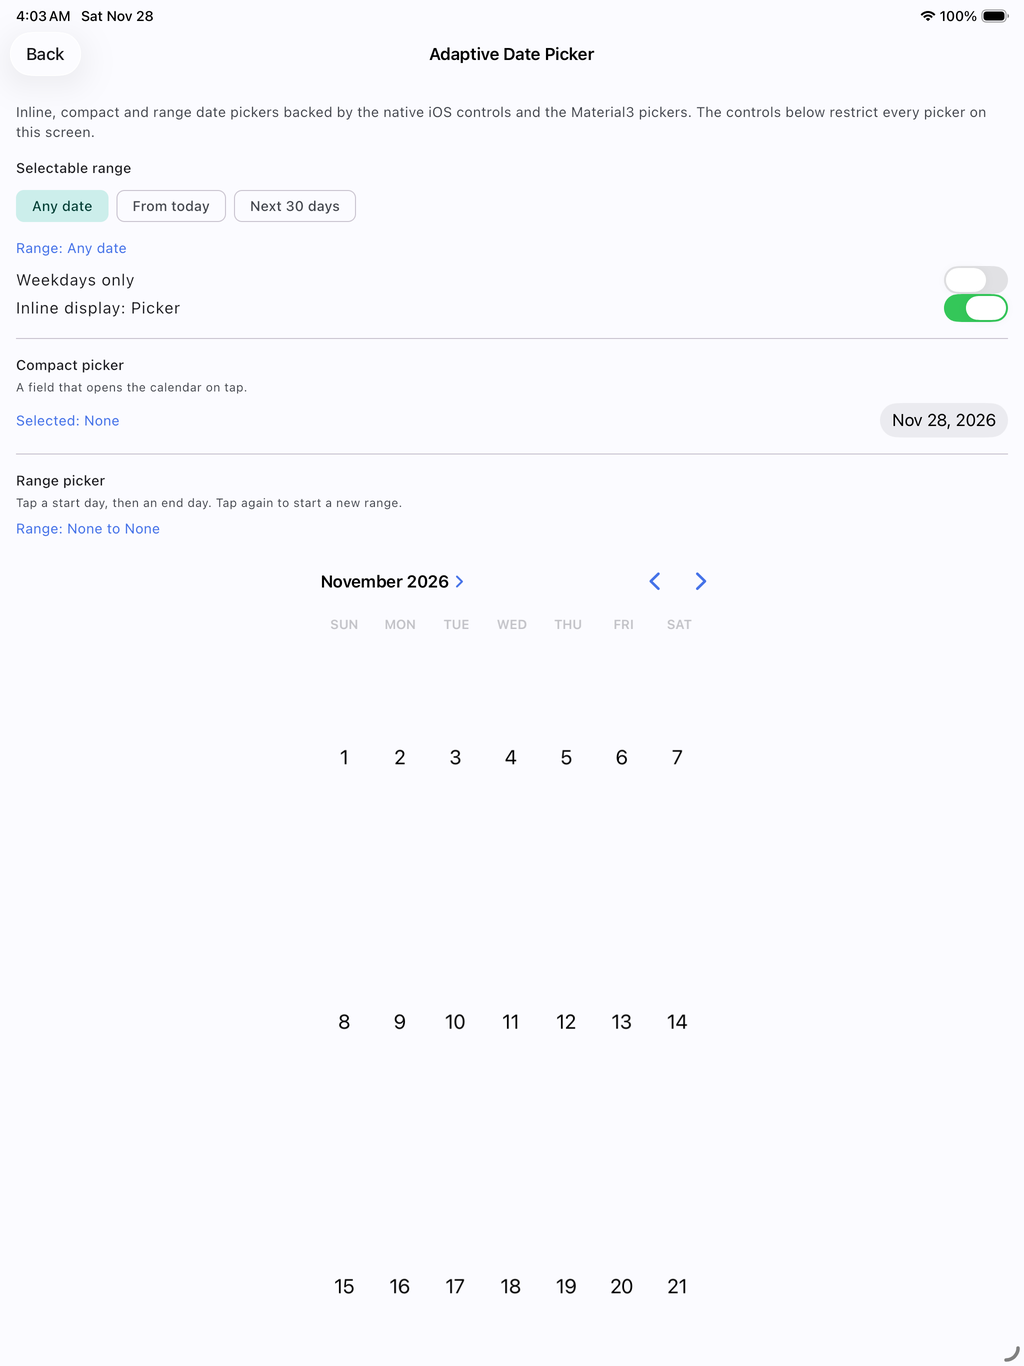 4:03 AM Sat Nov 28
100%
Back
Adaptive Date Picker
Inline, compact and range date pickers backed by the native iOS controls and the Material3 pickers. The controls below restrict every picker on
this screen.
Selectable range
Any date From today Next 30 days
Range: Any date
Weekdays only
Inline display: Picker
Compact picker
A field that opens the calendar on tap.
Selected: None
Nov 28, 2026
Range picker
Tap a start day, then an end day. Tap again to start a new range.
Range: None to None
November 2026
SUN MON TUE WED THU FRI SAT
1 2 3 4 5 6 7
8 9 10 11 12 13 14
15 16 17 18 19 20 21